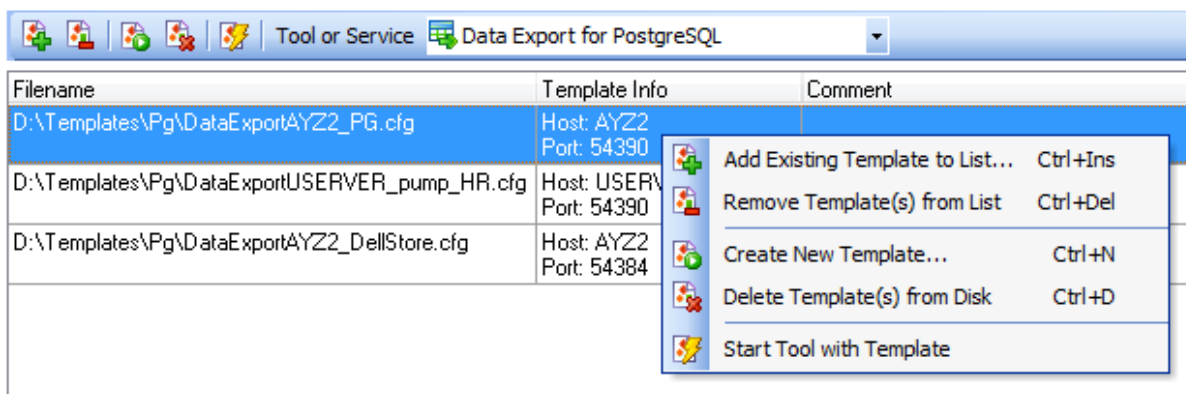 Tool or Service Data Export for PostgreSQL
Filename Template Info Comment
D:\Templates\Pg\DataExportAYZ2_PG.cfg Host: AYZ2
Port: 54390
Add Existing Template to List... Ctrl+Ins
D:\Templates\Pg\DataExportUSERVER_pump_HR.cfg Host: USERV
Port: 54390
Remove Template(s) from List Ctrl+Del
D:\Templates\Pg\DataExportAYZ2_DellStore.cfg Host: AYZ2
Port: 54384
Create New Template... Ctrl+N
Delete Template(s) from Disk Ctrl+D
Start Tool with Template